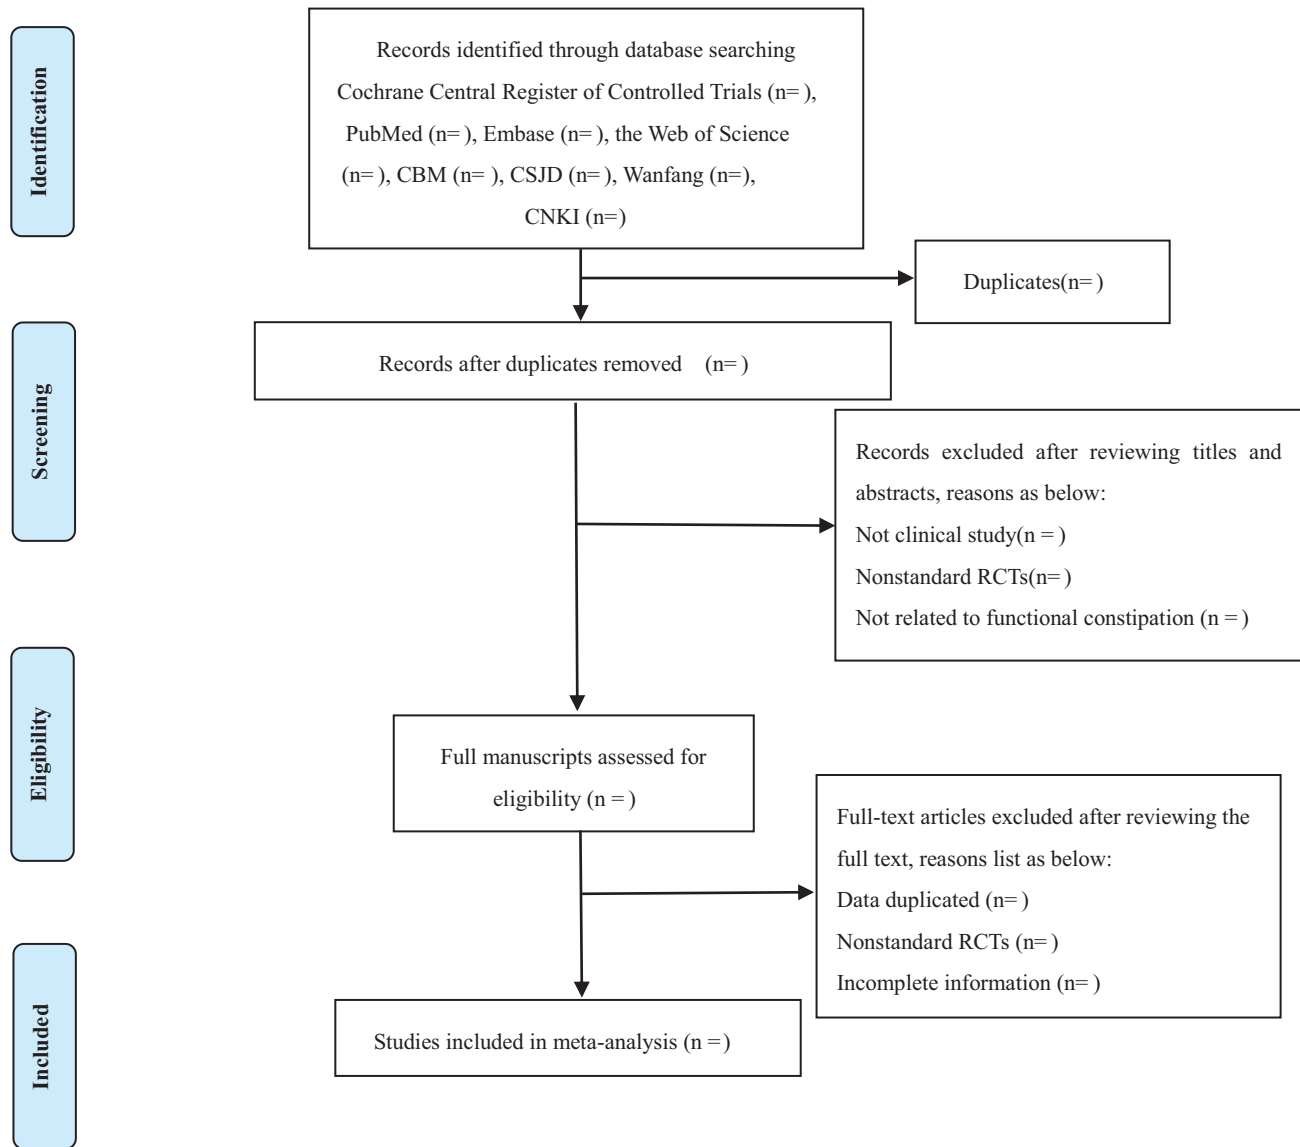 Identification
Records identified through database searching
Cochrane Central Register of Controlled Trials (n= ),
PubMed (n= ), Embase (n= ), the Web of Science
(n= ), CBM (n= ), CSJD (n= ), Wanfang (n=),
CNKI (n=)
Duplicates(n= )
Screening
Records after duplicates removed (n= )
Records excluded after reviewing titles and
abstracts, reasons as below:
Not clinical study(n = )
Nonstandard RCTs(n= )
Not related to functional constipation (n = )
Eligibility
Full manuscripts assessed for
eligibility (n = )
Full-text articles excluded after reviewing the
full text, reasons list as below:
Data duplicated (n= )
Nonstandard RCTs (n= )
Incomplete information (n= )
Included
Studies included in meta-analysis (n = )